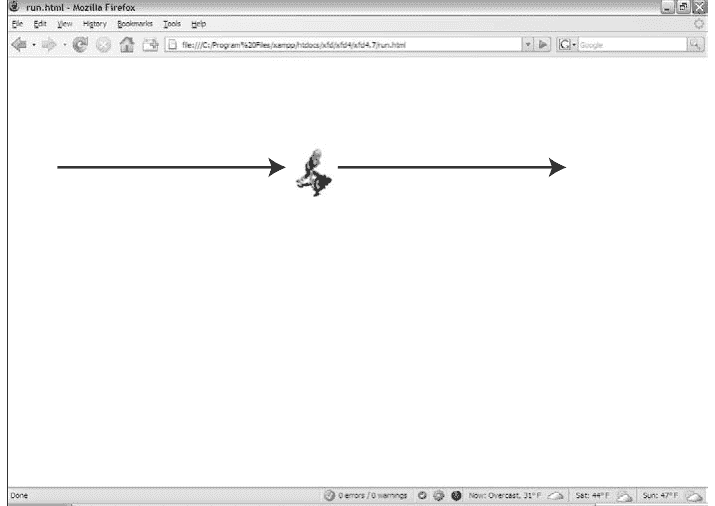 run.html - Mozilla Firefox
File Edit View History Bookmarks Tools Help
file:///C:/Program%20Files/xampp/htdocs/xfd/xfd4/xfd4.7/run.html
G Google
Done 0 errors / 0 warnings Now: Overcast, 31° F Sat: 44° F Sun: 47° F